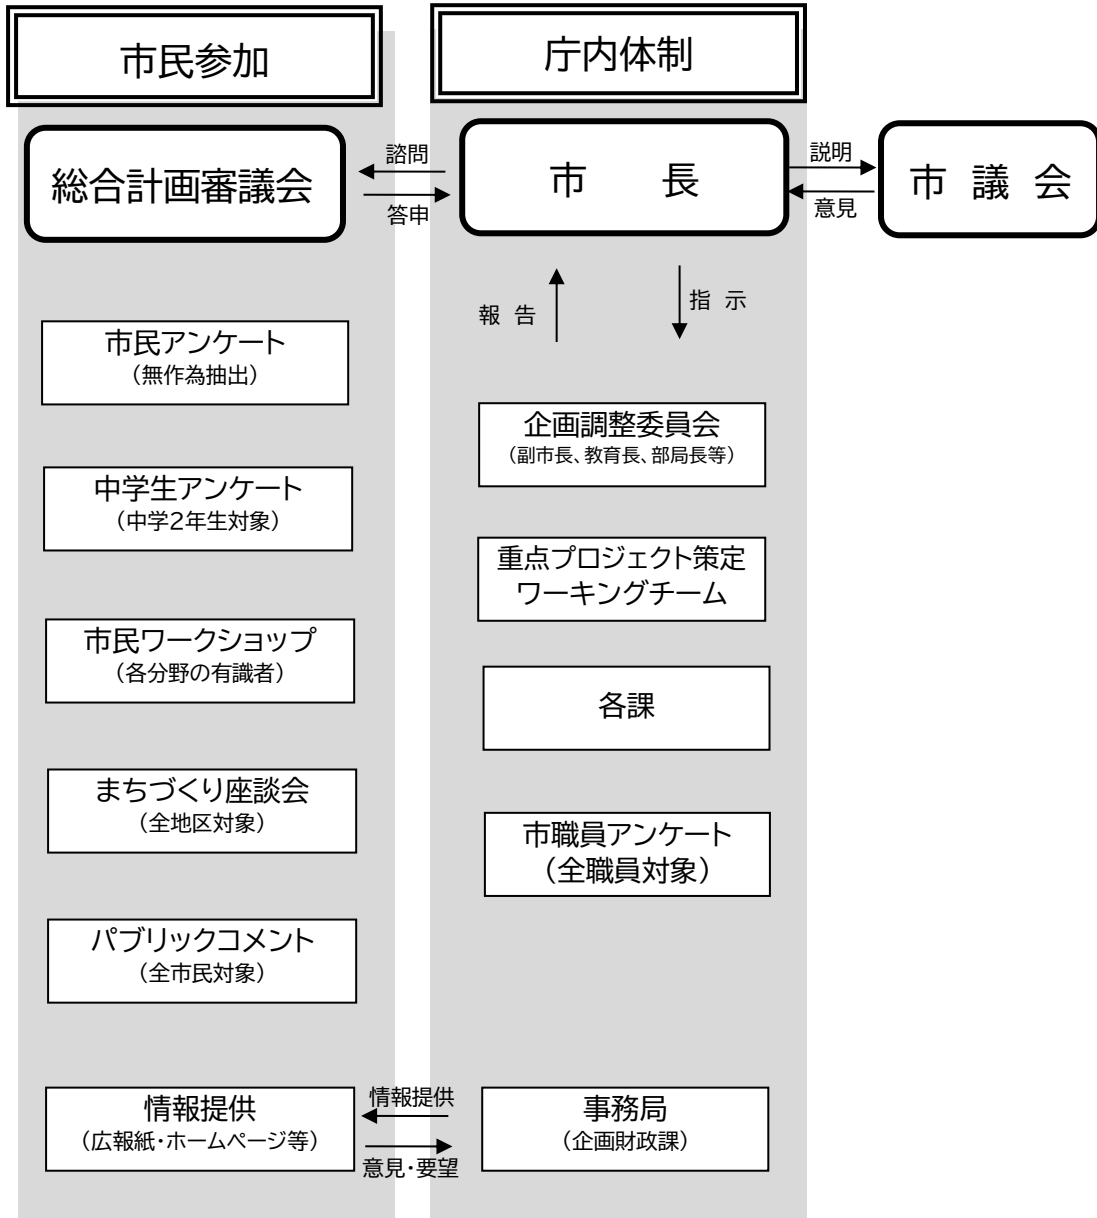 市民参加
庁内体制
総合計画審議会
諮問
答申
市　長
説明
意見
市 議 会
報 告
指 示
市民アンケート
（無作為抽出）
中学生アンケート
（中学2年生対象）
市民ワークショップ
（各分野の有識者）
まちづくり座談会
（全地区対象）
パブリックコメント
（全市民対象）
情報提供
（広報紙・ホームページ等）
企画調整委員会
（副市長、教育長、部局長等）
重点プロジェクト策定
ワーキングチーム
各課
市職員アンケート
（全職員対象）
情報提供
意見・要望
事務局
（企画財政課）